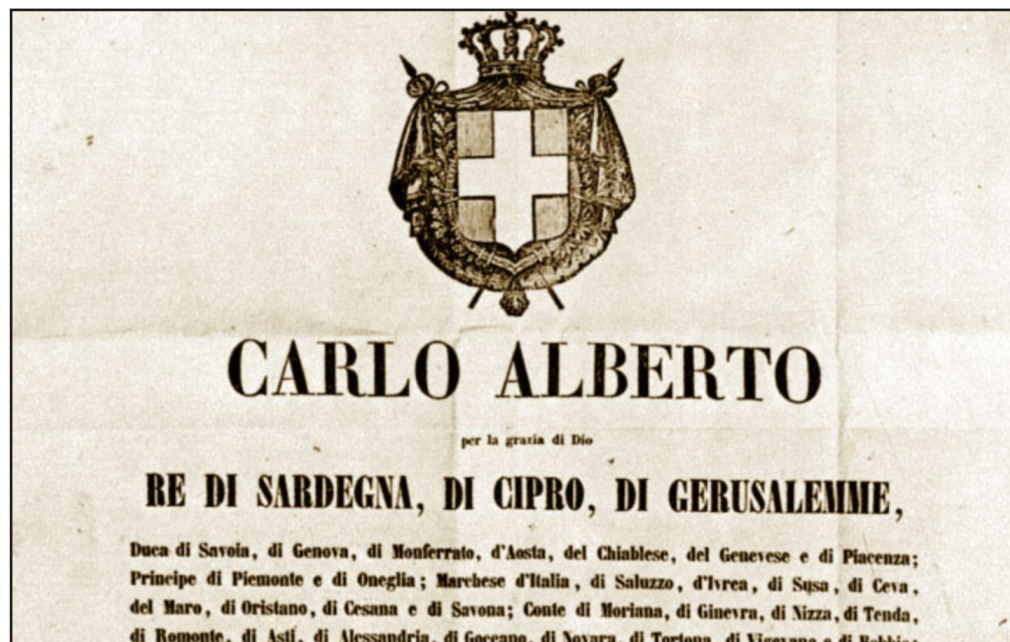 CARLO ALBERTO
per la grazia di Dio
RE DI SARDEGNA, DI CIPRO, DI GERUSALEMME,
Duca di Savoia, di Genova, di Monferrato, d'Aosta, del Chiablese, del Genevese e di Piacenza;
Principe di Piemonte e di Oneglia; Marchese d'Italia, di Saluzzo, d'Ivrea, di Susa, di Ceva,
del Maro, di Oristano, di Cesana e di Savona; Conte di Moriana, di Ginevra, di Nizza, di Tenda,
di Romonte, di Asti, di Alessandria, di Goceano, di Novara, di Tortona, di Vigevano e di Bobbio;